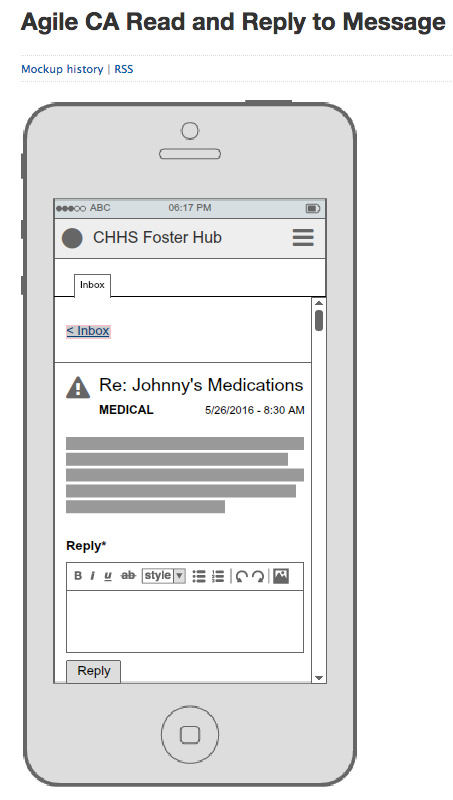 Agile CA Read and Reply to Message
Mockup history | RSS
ABC 06:17 PM
CHHS Foster Hub
Inbox
< Inbox
Re: Johnny's Medications
MEDICAL 5/26/2016 - 8:30 AM
Reply*
B I u ab style
Reply